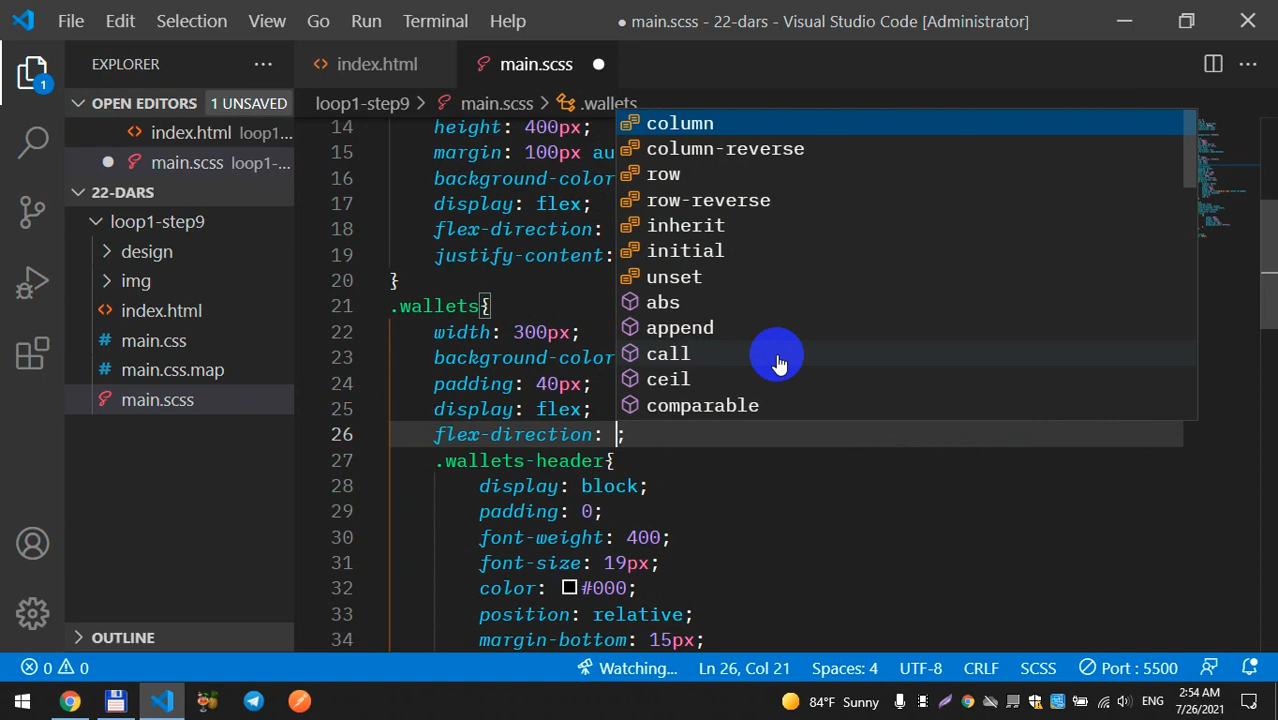 File Edit Selection View Go Run Terminal Help ● main.scss - 22-dars - Visual Studio Code [Administrator]
EXPLORER ··· index.html main.scss
OPEN EDITORS 1 UNSAVED
index.html loop1...
main.scss loop1-...
22-DARS
loop1-step9
design
img
index.html
main.css
main.css.map
main.scss
OUTLINE
1
loop1-step9 > main.scss > .wallets
14 height: 400px;
15 margin: 100px au
16 background-color
17 display: flex;
18 flex-direction:
19 justify-content:
20 }
21 .wallets{
22 width: 300px;
23 background-color
24 padding: 40px;
25 display: flex;
26 flex-direction: ;
27 .wallets-header{
28 display: block;
29 padding: 0;
30 font-weight: 400;
31 font-size: 19px;
32 color: #000;
33 position: relative;
34 margin-bottom: 15px;
column
column-reverse
row
row-reverse
inherit
initial
unset
abs
append
call
ceil
comparable
0 0 Watching... Ln 26, Col 21 Spaces: 4 UTF-8 CRLF SCSS Port : 5500
84°F Sunny ENG 2:54 AM
7/26/2021